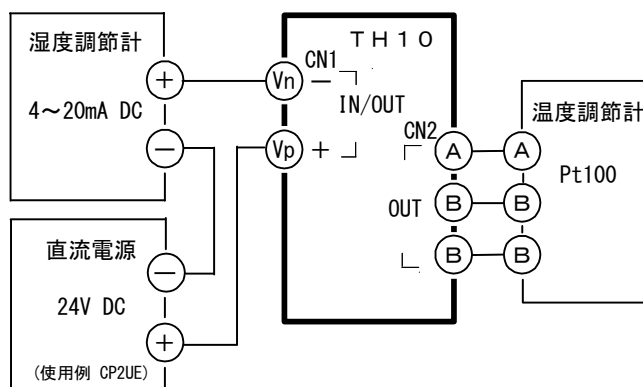 湿度調節計
4～20mA DC
+
−
直流電源
24V DC
−
+
(使用例 CP2UE)
TH10
CN1
Vn
−
IN/OUT
Vp
+
CN2
OUT
A
B
B
A
B
B
温度調節計
Pt100